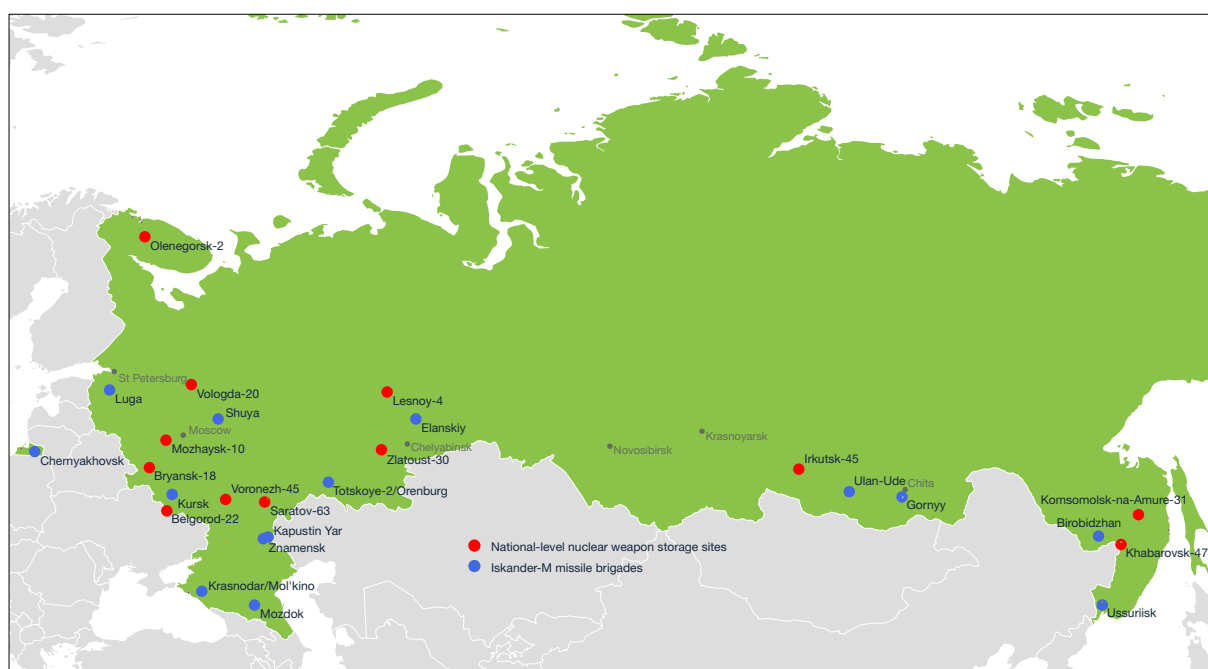 Olenegorsk-2
St Petersburg
Luga
Vologda-20
Lesnoy-4
Shuya
Elanskiy
Moscow
Mozhaysk-10
Chelyabinsk
Krasnoyarsk
Novosibirsk
Chernyakhovsk
Zlatoust-30
Bryansk-18
Irkutsk-45
Ulan-Ude
Chita
Totskoye-2/Orenburg
Voronezh-45
Kursk
Saratov-63
Gornyy
Komsomolsk-na-Amure-31
Belgorod-22
Birobidzhan
Kapustin Yar
Znamensk
National-level nuclear weapon storage sites
Khabarovsk-47
Iskander-M missile brigades
Krasnodar/Mol'kino
Mozdok
Ussuriisk